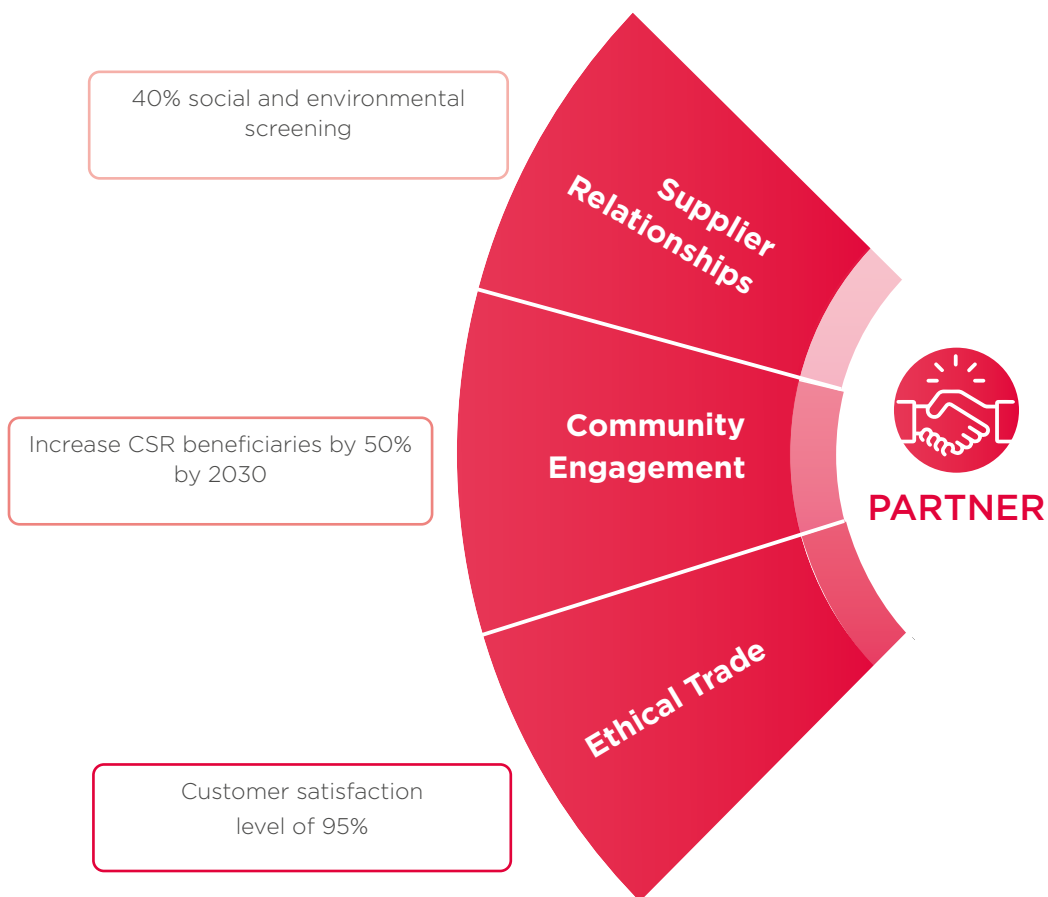 40% social and environmental
screening
Supplier
Relationships
Increase CSR beneficiaries by 50%
by 2030
Community
Engagement
PARTNER
Customer satisfaction
level of 95%
Ethical Trade